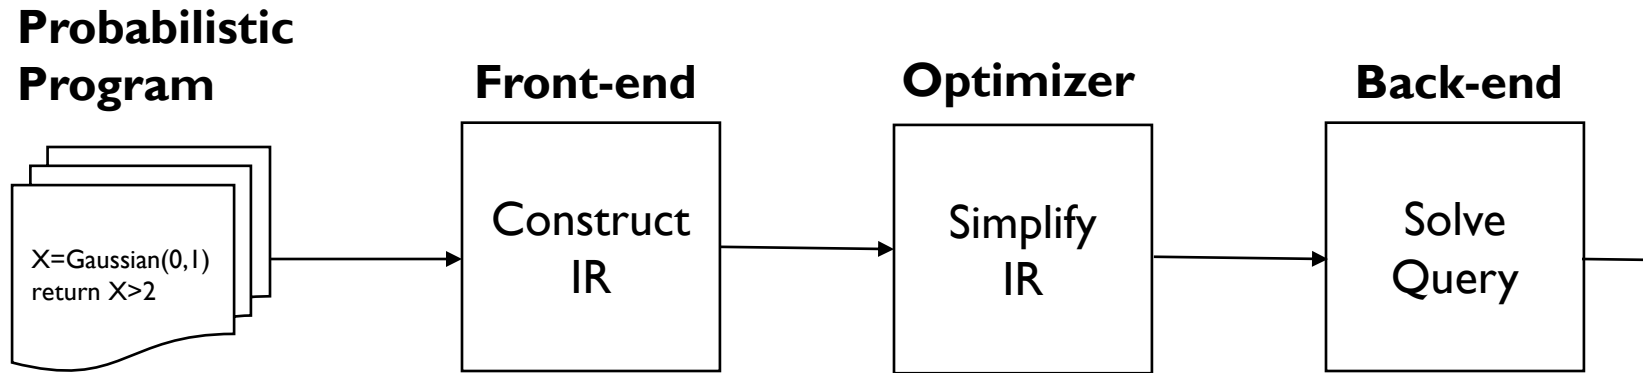 Probabilistic
Program
Front-end
Optimizer
Back-end
X=Gaussian(0,1)
return X>2
Construct
IR
Simplify
IR
Solve
Query